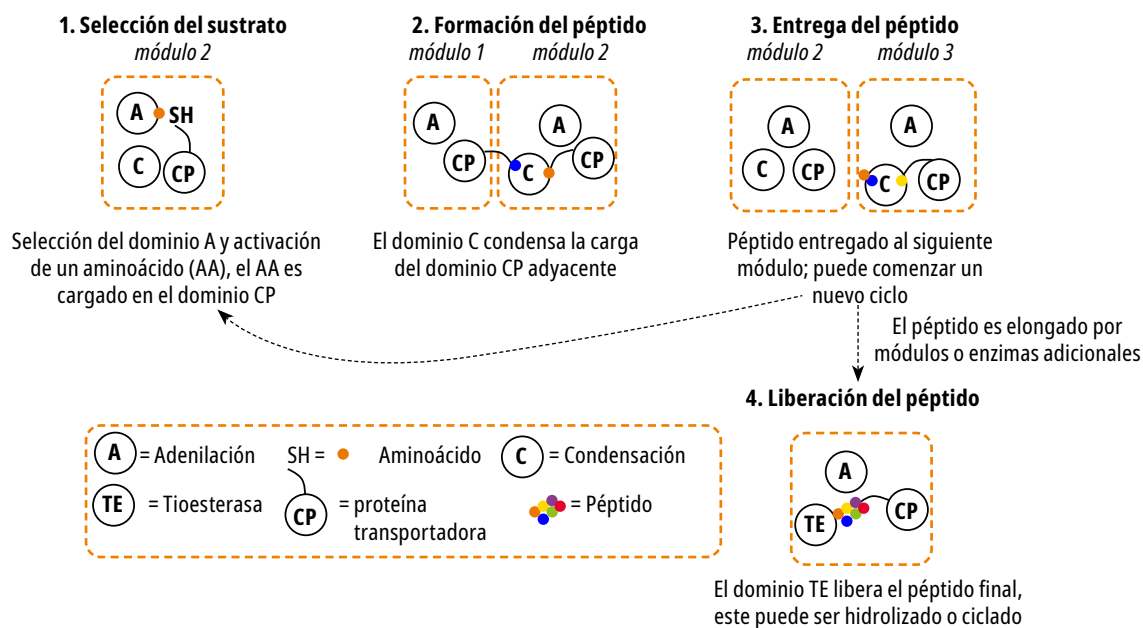 1. Selección del sustrato
módulo 2
A
SH
C
CP
Selección del dominio A y activación
de un aminoácido (AA), el AA es
cargado en el dominio CP
2. Formación del péptido
módulo 1
módulo 2
A
CP
A
C
CP
El dominio C condensa la carga
del dominio CP adyacente
3. Entrega del péptido
módulo 2
módulo 3
A
C
CP
A
C
CP
Péptido entregado al siguiente
módulo; puede comenzar un
nuevo ciclo
El péptido es elongado por
módulos o enzimas adicionales
4. Liberación del péptido
A
TE
CP
El dominio TE libera el péptido final,
este puede ser hidrolizado o ciclado
A = Adenilación
SH = Aminoácido
C = Condensación
TE = Tioesterasa
CP = proteína
transportadora
= Péptido